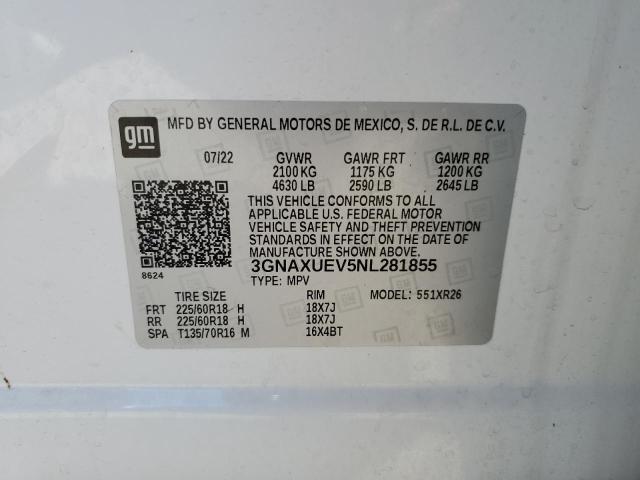 gm
MFD BY GENERAL MOTORS DE MEXICO, S. DE R.L. DE C.V.
07/22 GVWR GAWR FRT GAWR RR
2100 KG 1175 KG 1200 KG
4630 LB 2590 LB 2645 LB
THIS VEHICLE CONFORMS TO ALL
APPLICABLE U.S. FEDERAL MOTOR
VEHICLE SAFETY AND THEFT PREVENTION
STANDARDS IN EFFECT ON THE DATE OF
MANUFACTURE SHOWN ABOVE.
8624 3GNAXUEV5NL281855
TYPE: MPV
TIRE SIZE RIM MODEL: 551XR26
FRT 225/60R18 H 18X7J
RR 225/60R18 H 18X7J
SPA T135/70R16 M 16X4BT